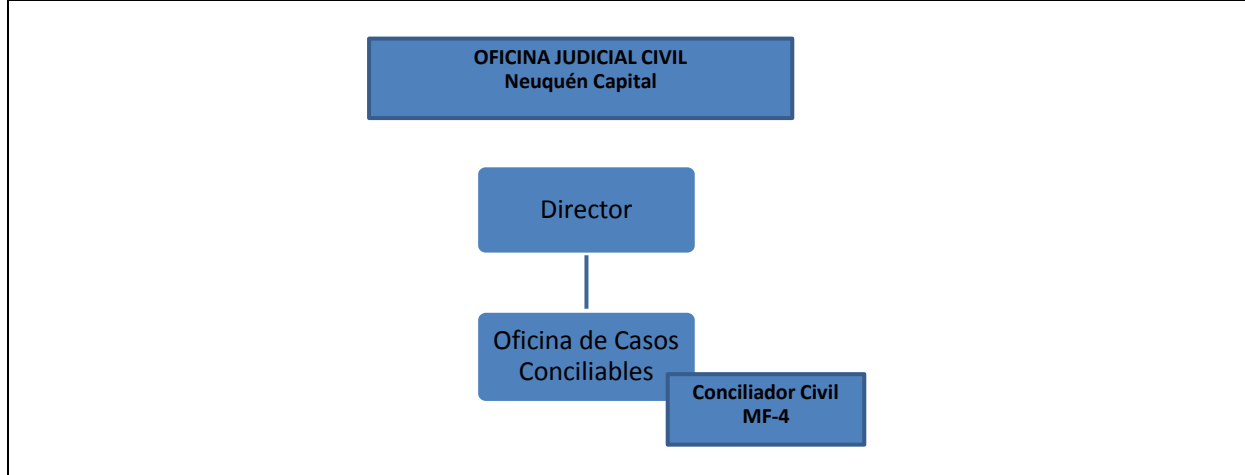 OFICINA JUDICIAL CIVIL
Neuquén Capital
Director
Oficina de Casos
Conciliables
Conciliador Civil
MF-4